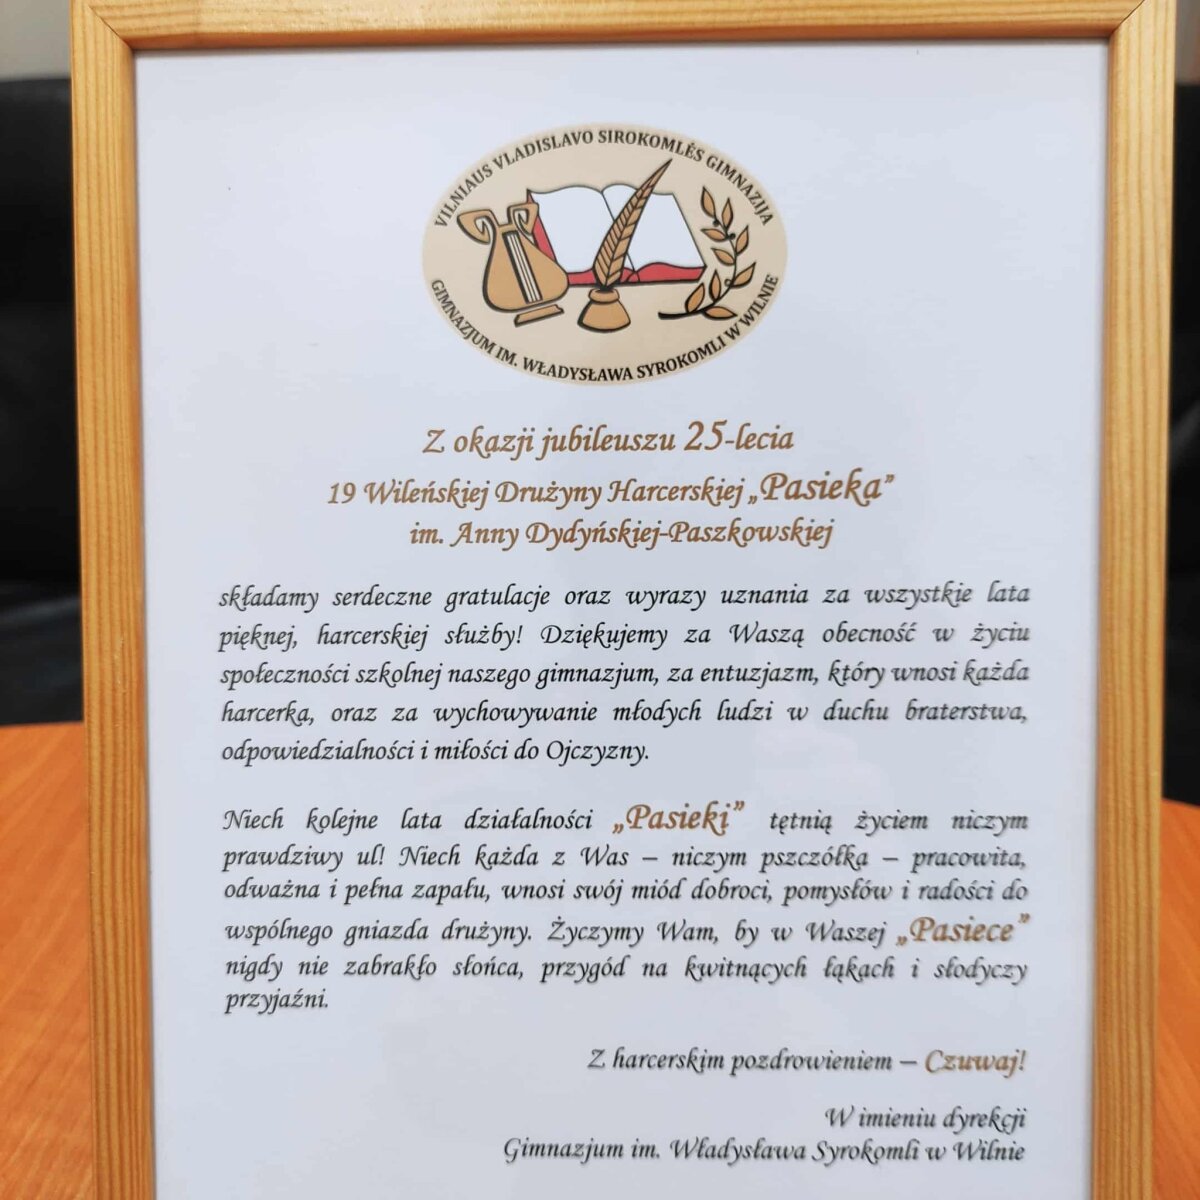 VILNIAUS VLADISLAVO SIROKOMLĖS GIMNAZIJA
GIMNAZJUM IM. WŁADYSŁAWA SYROKOMLI W WILNIE
Z okazji jubileuszu 25-lecia
19 Wileńskiej Drużyny Harcerskiej „Pasieka”
im. Anny Dydyńskiej-Paszkowskiej
składamy serdeczne gratulacje oraz wyrazy uznania za wszystkie lata
pięknej, harcerskiej służby! Dziękujemy za Waszą obecność w życiu
społeczności szkolnej naszego gimnazjum, za entuzjazm, który wnosi każda
harcerka, oraz za wychowywanie młodych ludzi w duchu braterstwa,
odpowiedzialności i miłości do Ojczyzny.
Niech kolejne lata działalności „Pasieki” tętnią życiem niczym
prawdziwy ul! Niech każda z Was – niczym pszczółka – pracowita,
odważna i pełna zapału, wnosi swój miód dobroci, pomysłów i radości do
wspólnego gniazda drużyny. Życzymy Wam, by w Waszej „Pasiece”
nigdy nie zabrakło słońca, przygód na kwitnących łąkach i słodyczy
przyjaźni.
Z harcerskim pozdrowieniem – Czuwaj!
W imieniu dyrekcji
Gimnazjum im. Władysława Syrokomli w Wilnie